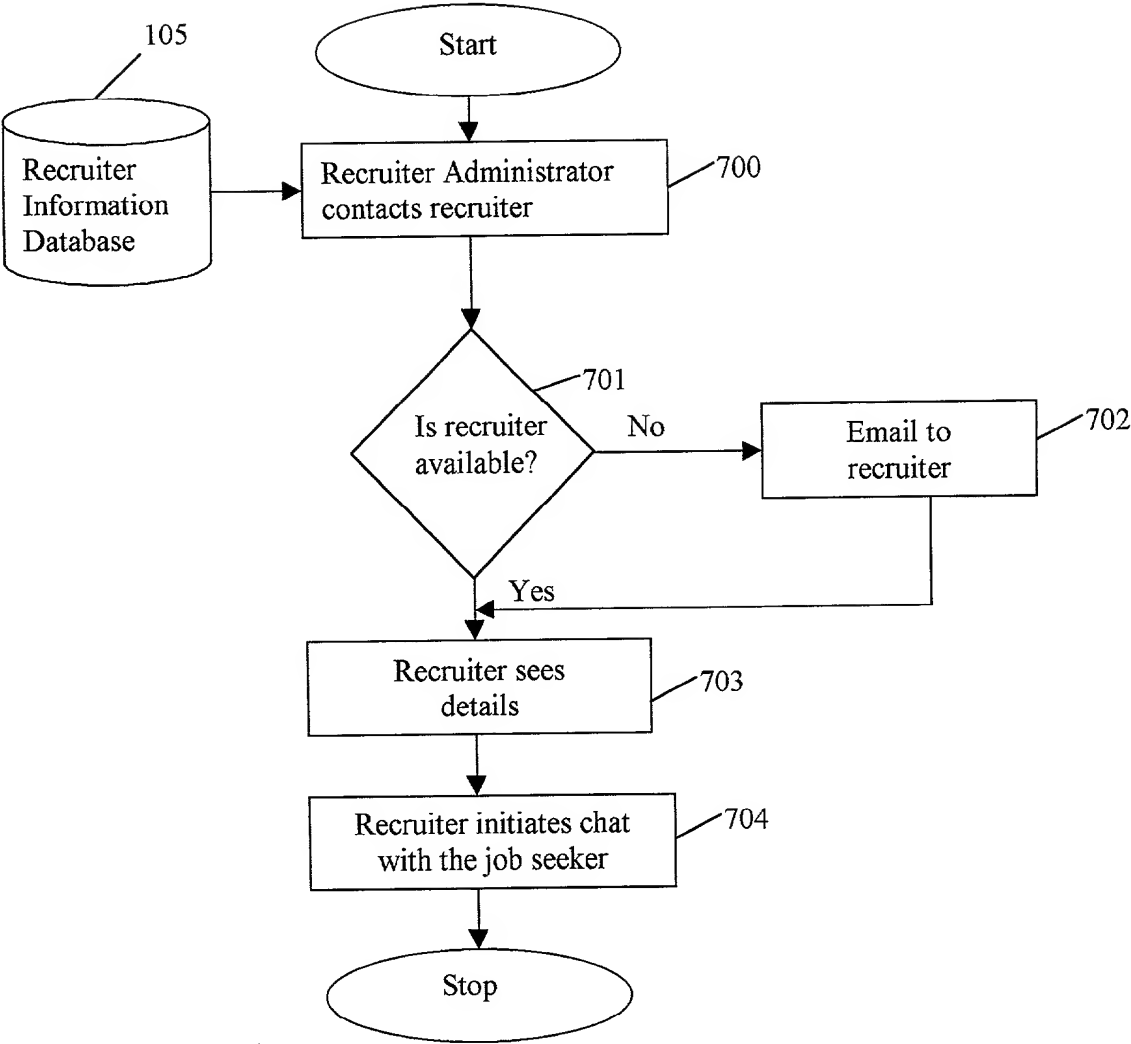 105
Start
Recruiter
Information
Database
Recruiter Administrator
contacts recruiter
700
701
Is recruiter
available?
No
Email to
recruiter
702
Yes
Recruiter sees
details
703
Recruiter initiates chat
with the job seeker
704
Stop